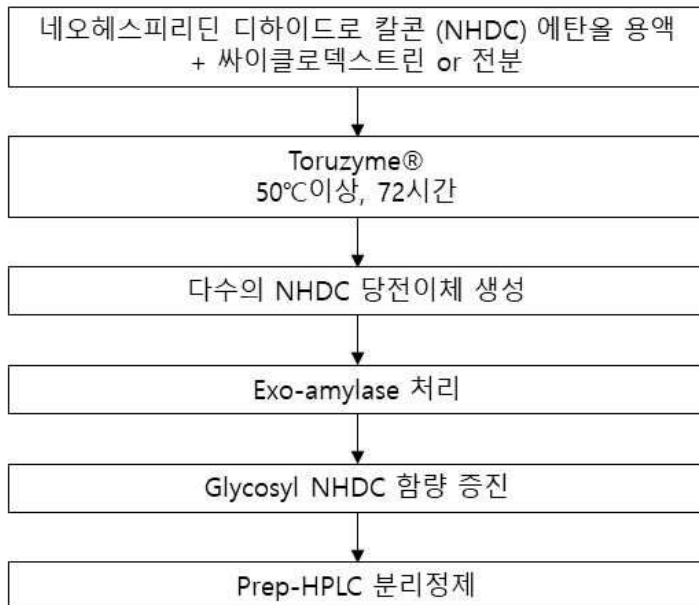 네오헤스피리딘 디하이드로 칼콘 (NHDC) 에탄올 용액
+ 싸이클로덱스트린 or 전분
Toruzyme®
50℃이상, 72시간
다수의 NHDC 당전이체 생성
Exo-amylase 처리
Glycosyl NHDC 함량 증진
Prep-HPLC 분리정제